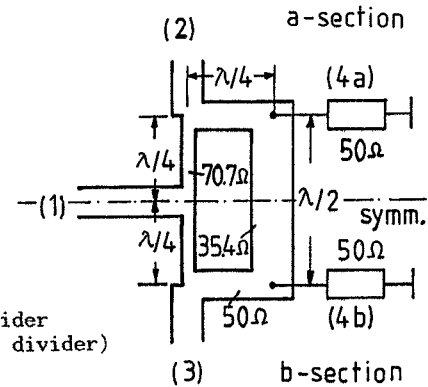 a-section
(2)
λ/4
(4a)
50Ω
λ/4
70.7Ω
(1)
λ/2
symm.
λ/4
35.4Ω
50Ω
50Ω
(4b)
ider
divider)
(3)
b-section